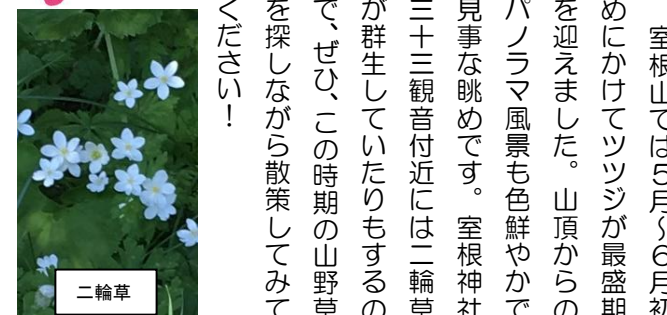 室根山では５月～６月初
めにかけてツツジが最盛期
を迎えました。山頂からの
パノラマ風景も色鮮やかで
見事な眺めです。室根神社
三十三観音付近には二輪草
が群生していたりもするの
で、ぜひ、この時期の山野草
を探しながら散策してみて
ください！
二輪草